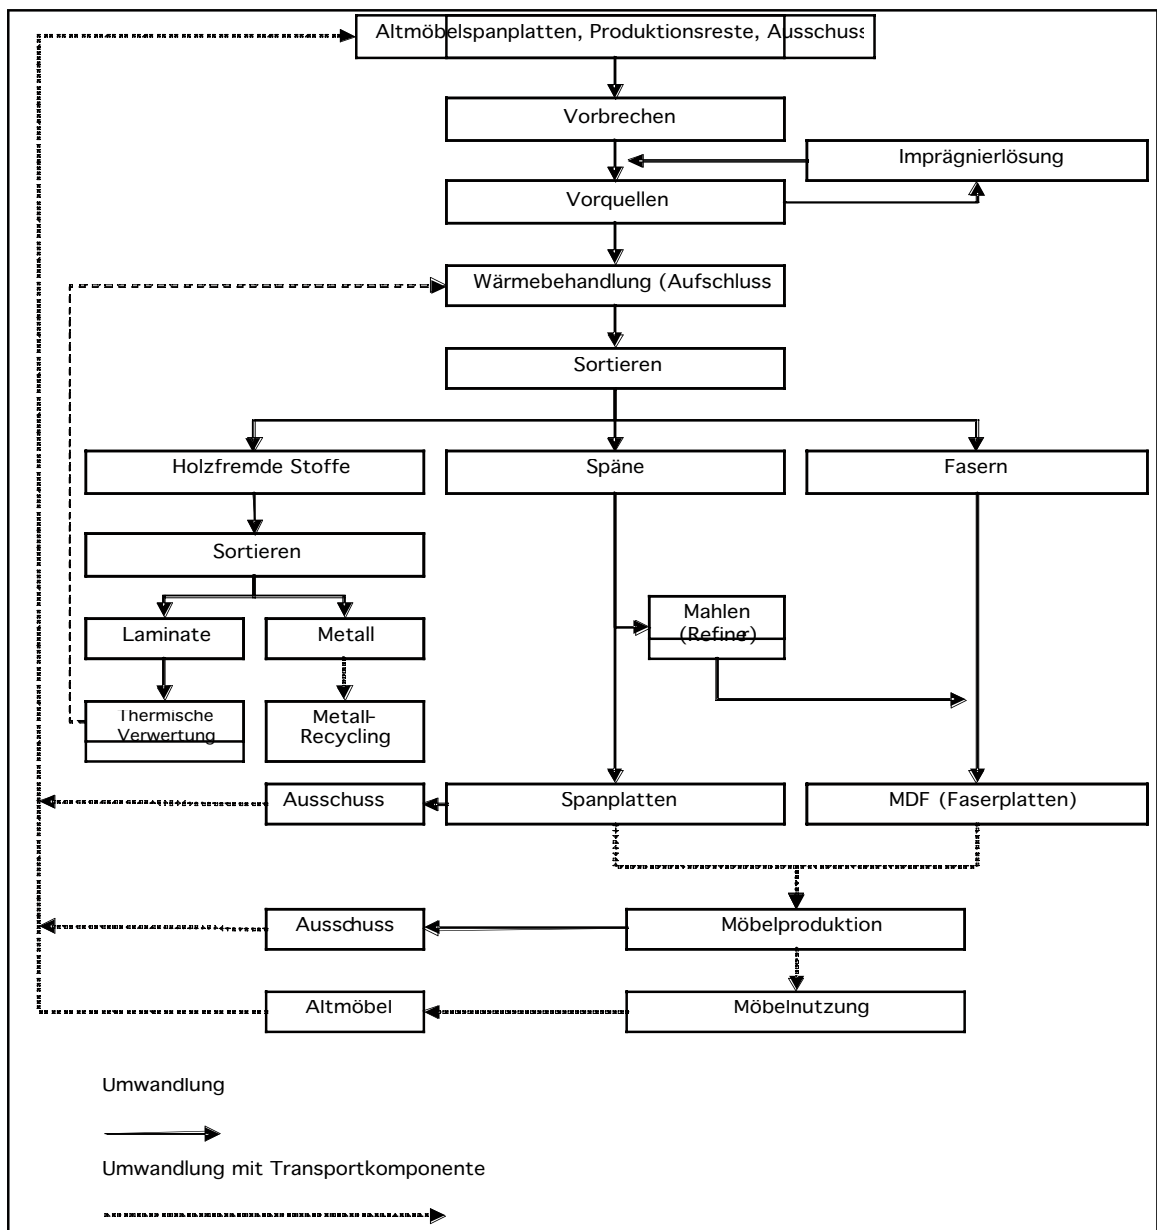 Altmöbelspanplatten, Produktionsreste, Ausschuss
Vorbrechen
Imprägnierlösung
Vorquellen
Wärmebehandlung (Aufschluss
Sortieren
Holzfremde Stoffe
Späne
Fasern
Sortieren
Mahlen
(Refiner)
Laminate
Metall
Thermische
Verwertung
Metall-
Recycling
Ausschuss
Spanplatten
MDF (Faserplatten)
Ausschuss
Möbelproduktion
Altmöbel
Möbelnutzung
Umwandlung
Umwandlung mit Transportkomponente